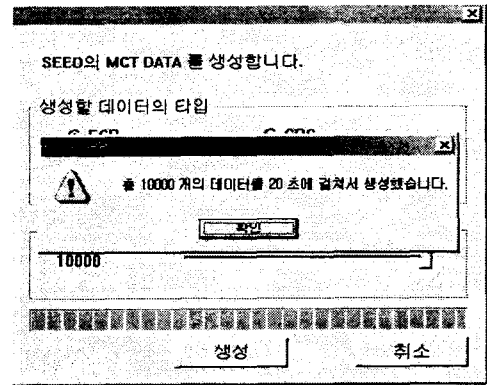 SEED의 MCT DATA 를 생성합니다.
생성할 데이터의 타입
총 10000 개의 데이터를 20 초에 걸쳐서 생성했습니다.
확인
10000
생성
취소